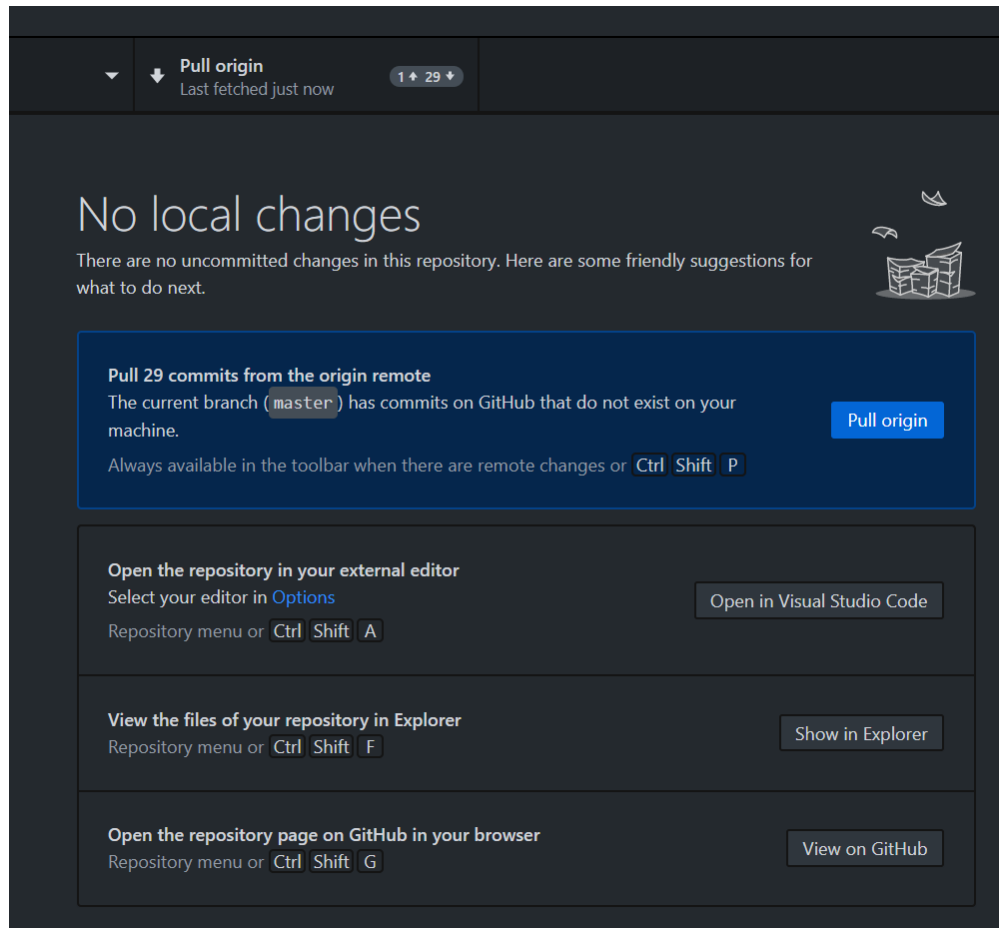 Pull origin
Last fetched just now
1 29
No local changes
There are no uncommitted changes in this repository. Here are some friendly suggestions for
what to do next.
Pull 29 commits from the origin remote
The current branch (master) has commits on GitHub that do not exist on your
machine.
Pull origin
Always available in the toolbar when there are remote changes or Ctrl Shift P
Open the repository in your external editor
Select your editor in Options
Open in Visual Studio Code
Repository menu or Ctrl Shift A
View the files of your repository in Explorer
Show in Explorer
Repository menu or Ctrl Shift F
Open the repository page on GitHub in your browser
View on GitHub
Repository menu or Ctrl Shift G